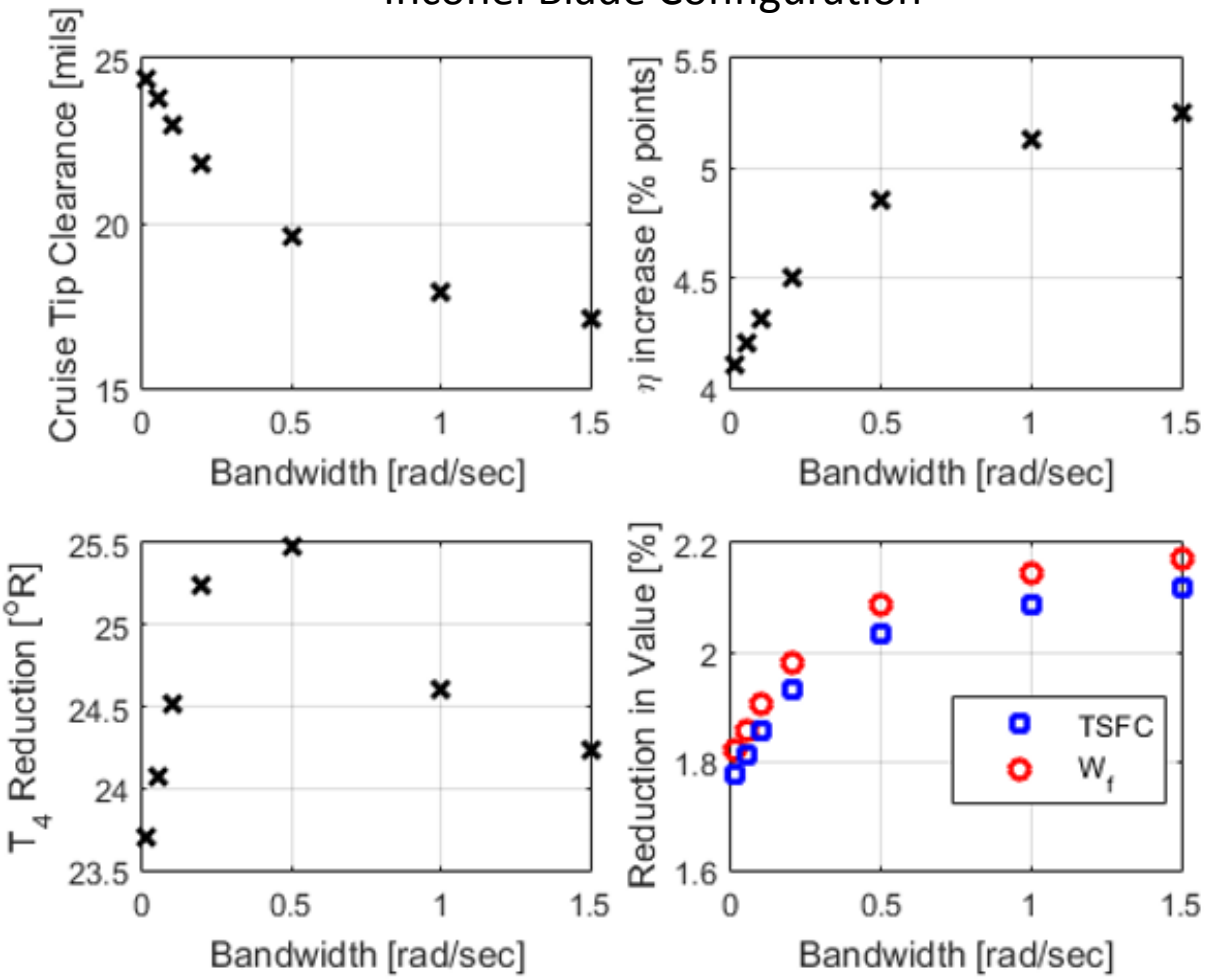 Inconel Blade Configuration
Cruise Tip Clearance [mils]
25
20
15
0 0.5 1 1.5
Bandwidth [rad/sec]
η increase [% points]
5.5
5
4.5
4
0 0.5 1 1.5
Bandwidth [rad/sec]
T4 Reduction [°R]
25.5
25
24.5
24
23.5
0 0.5 1 1.5
Bandwidth [rad/sec]
Reduction in Value [%]
2.2
2
1.8
1.6
TSFC
Wf
0 0.5 1 1.5
Bandwidth [rad/sec]